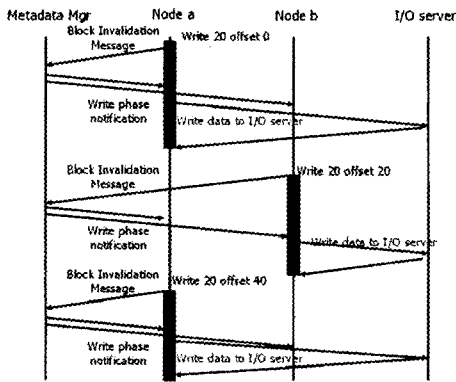 Metadata Mgr Node a Node b I/O server
Block Invalidation
Message
Write 20 offset 0
Write phase
notification
Write data to I/O server
Block Invalidation
Message
Write 20 offset 20
Write phase
notification
Write data to I/O server
Block Invalidation
Message
Write 20 offset 40
Write phase
notification
Write data to I/O server